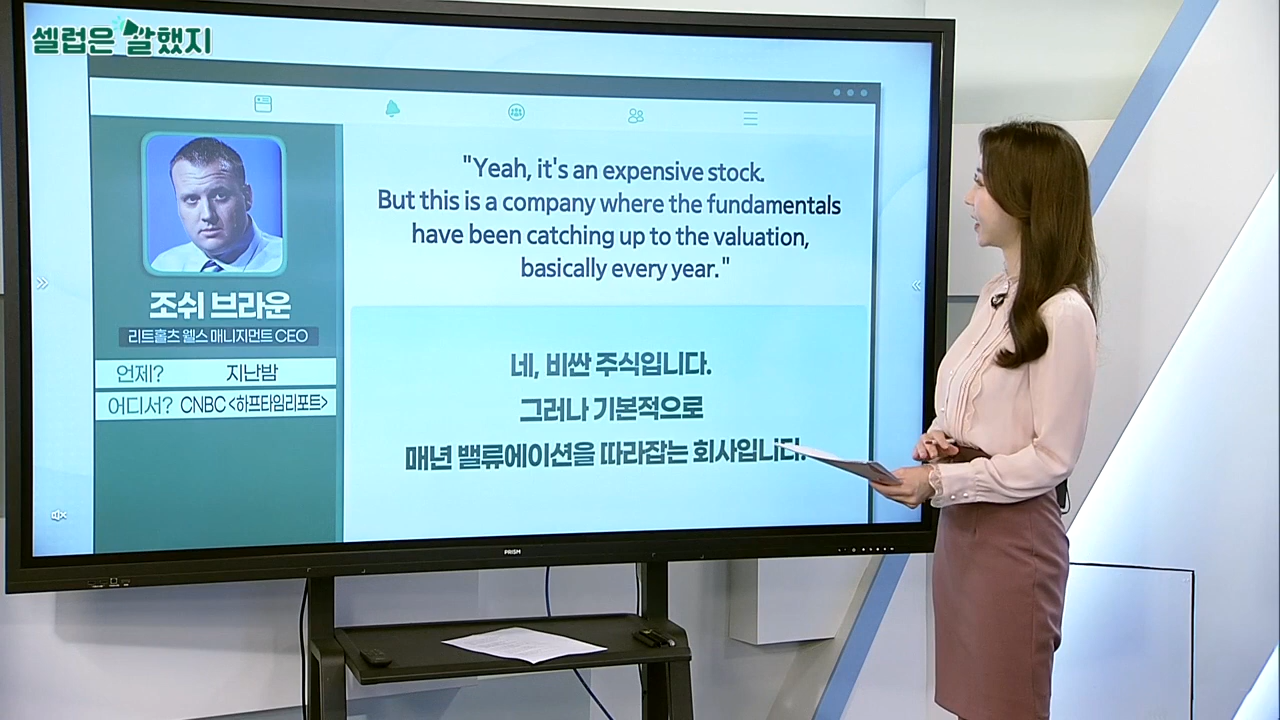 셀럽은 쌀했지
"Yeah, it's an expensive stock.
But this is a company where the fundamentals
have been catching up to the valuation,
basically every year."
조쉬 브라운
리트홀츠 웰스 매니지먼트 CEO
언제? 지난밤
어디서? CNBC <하프타임리포트>
네, 비싼 주식입니다.
그러나 기본적으로
매년 밸류에이션을 따라잡는 회사입니다.
PRISM